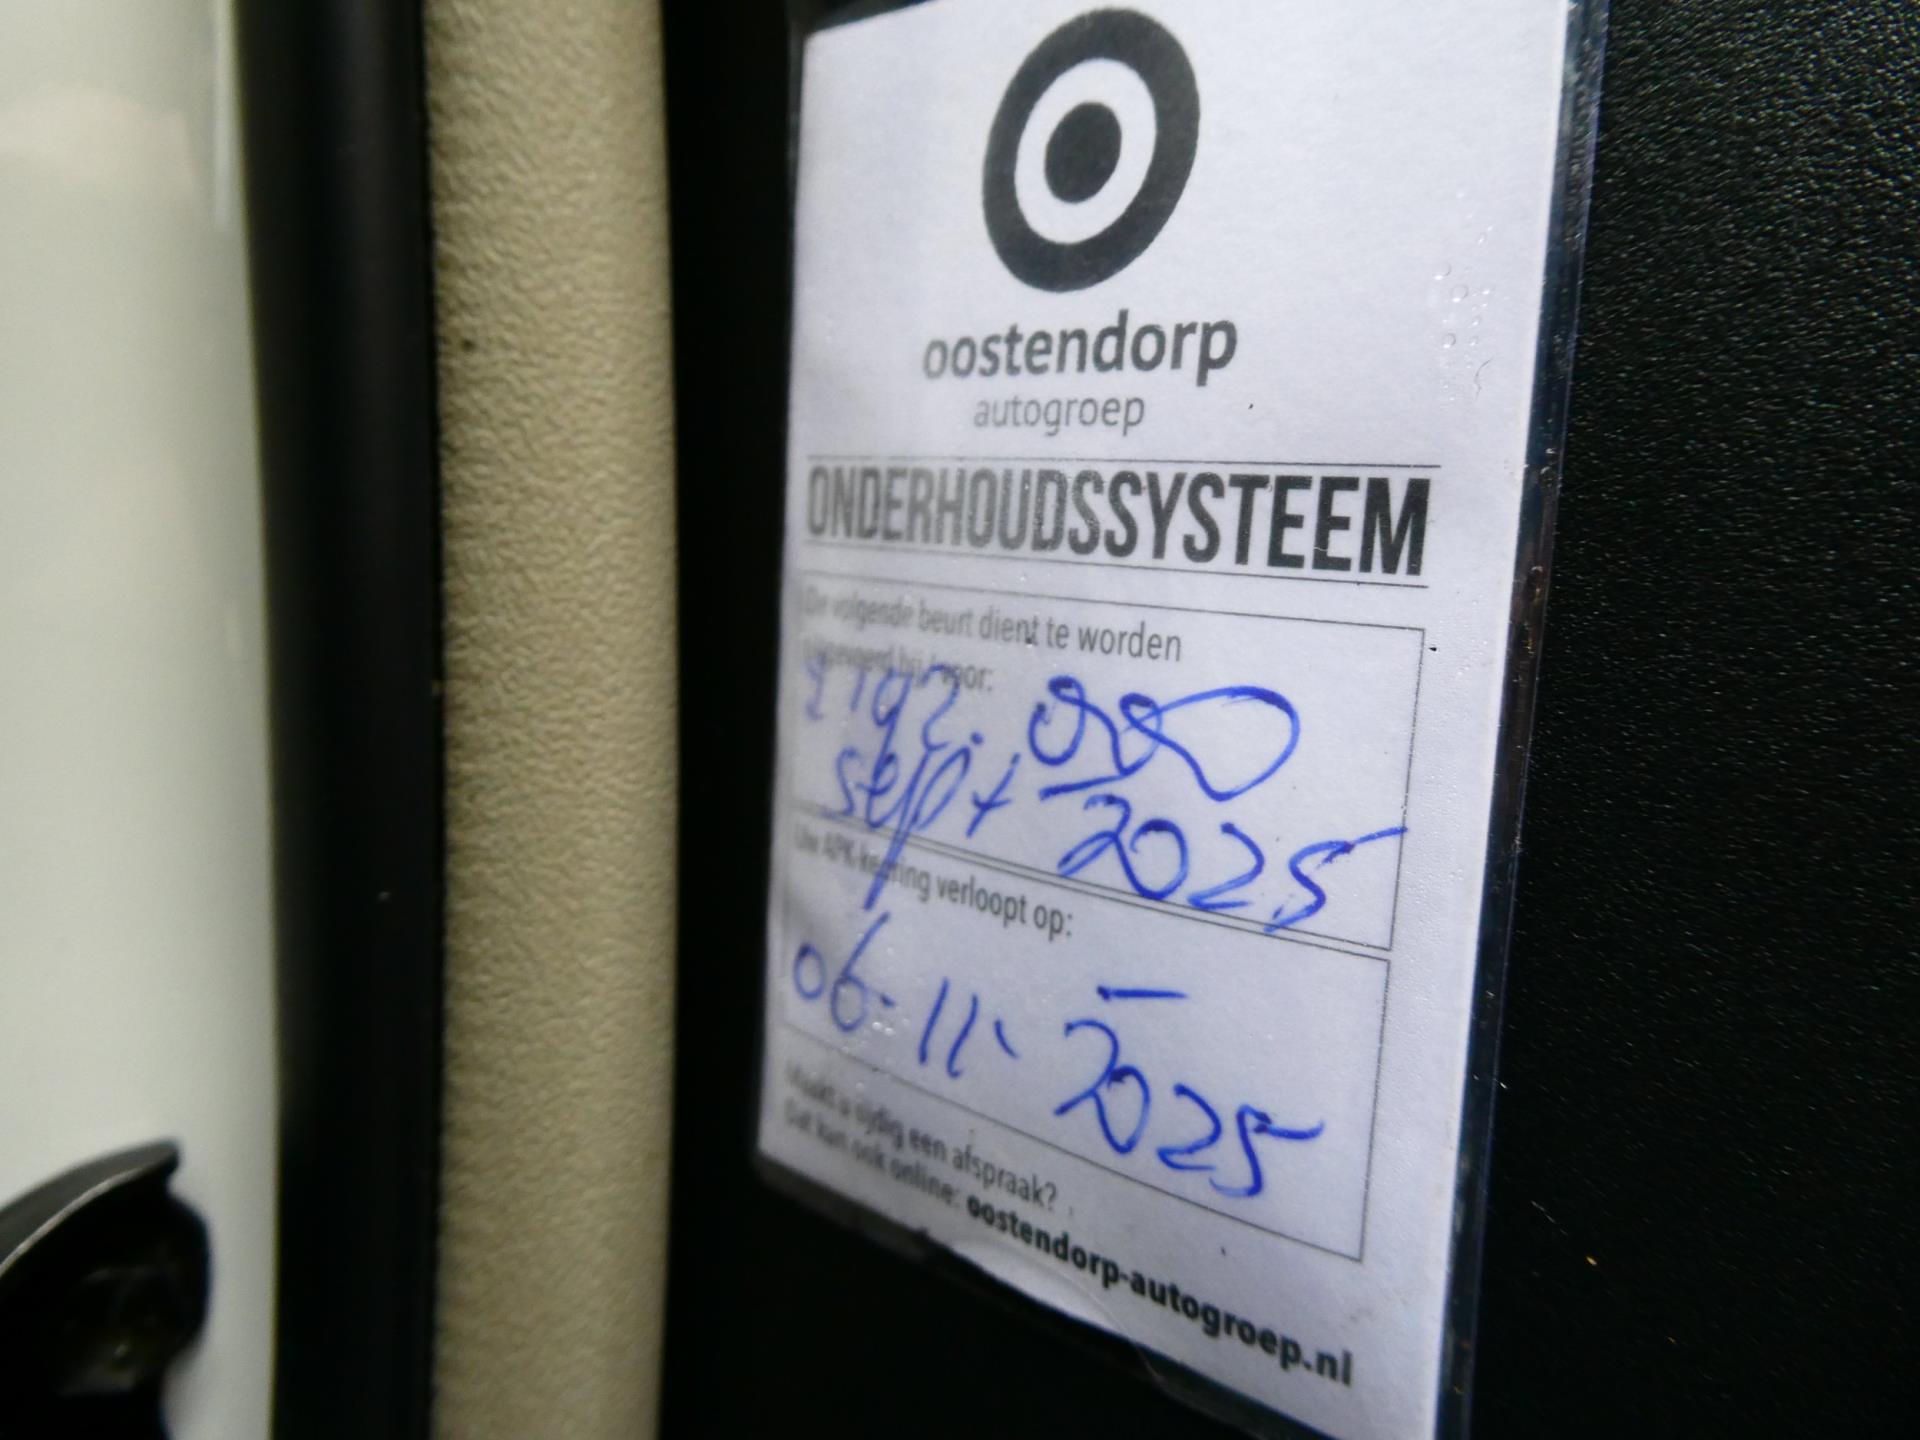 oostendorp
autogroep
ONDERHOUDSSYSTEEM
De volgende beurt dient te worden
voor:
192.000
sept 2025
Uw APK-keuring verloopt op:
06-11-2025
Maakt u tijdig een afspraak?
Dat kan ook online: oostendorp-autogroep.nl